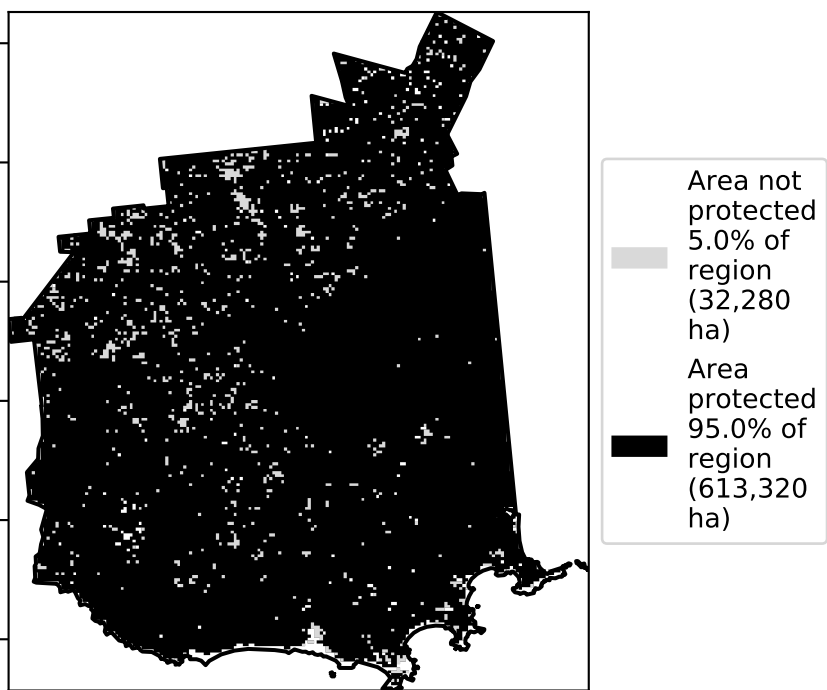 Area not
protected
5.0% of
region
(32,280
ha)
Area
protected
95.0% of
region
(613,320
ha)